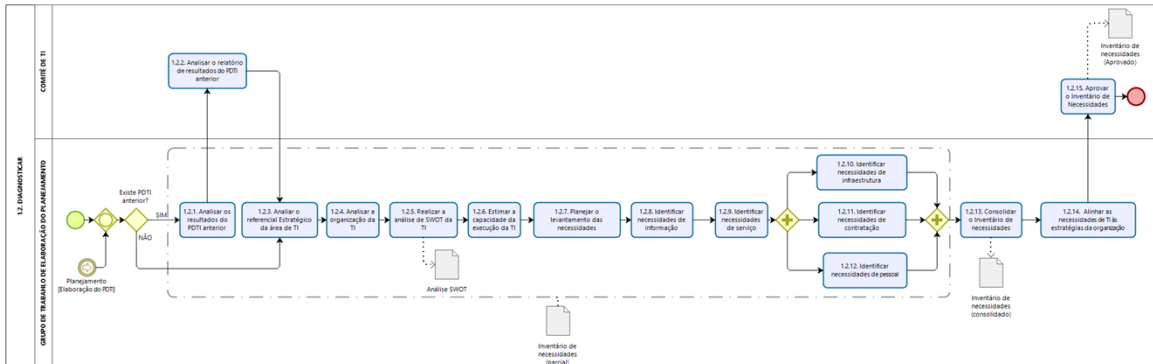 1.2. DIAGNOSTICAR
COMITÊ DE TI
GRUPO DE TRABAHLO DE ELABORAÇÃO DO PLANEJAMENTO
1.2.2. Analisar o relatório
de resultados do PDTI
anterior
Inventário de
necessidades
(Aprovado)
1.2.15. Aprovar
o Inventário de
Necessidades
Existe PDTI
anterior?
SIM
NÃO
Planejamento
[Elaboração do PDTI]
1.2.1. Analisar os
resultados do
PDTI anterior
1.2.3. Analiar o
referencial Estratégico
da área de TI
1.2.4. Analisar a
organização da
TI
1.2.5. Realizar a
análise de SWOT da
TI
Análise SWOT
1.2.6. Estimar a
capacidade da
execução da TI
1.2.7. Planejar o
levantamento das
necessidades
1.2.8. Identificar
necessidades de
informação
1.2.9. Identificar
necessidades
de serviço
1.2.10. Identificar
necessidades de
infraestrutura
1.2.11. Identificar
necessidades de
contratação
1.2.12. Identificar
necessidades de pessoal
1.2.13. Consolidar
o Inventário de
necessidades
Inventário de
necessidades
(consolidado)
1.2.14. Alinhar as
necesidades de TI às
estratégias da organização
Inventário de
necessidades
(parcial)